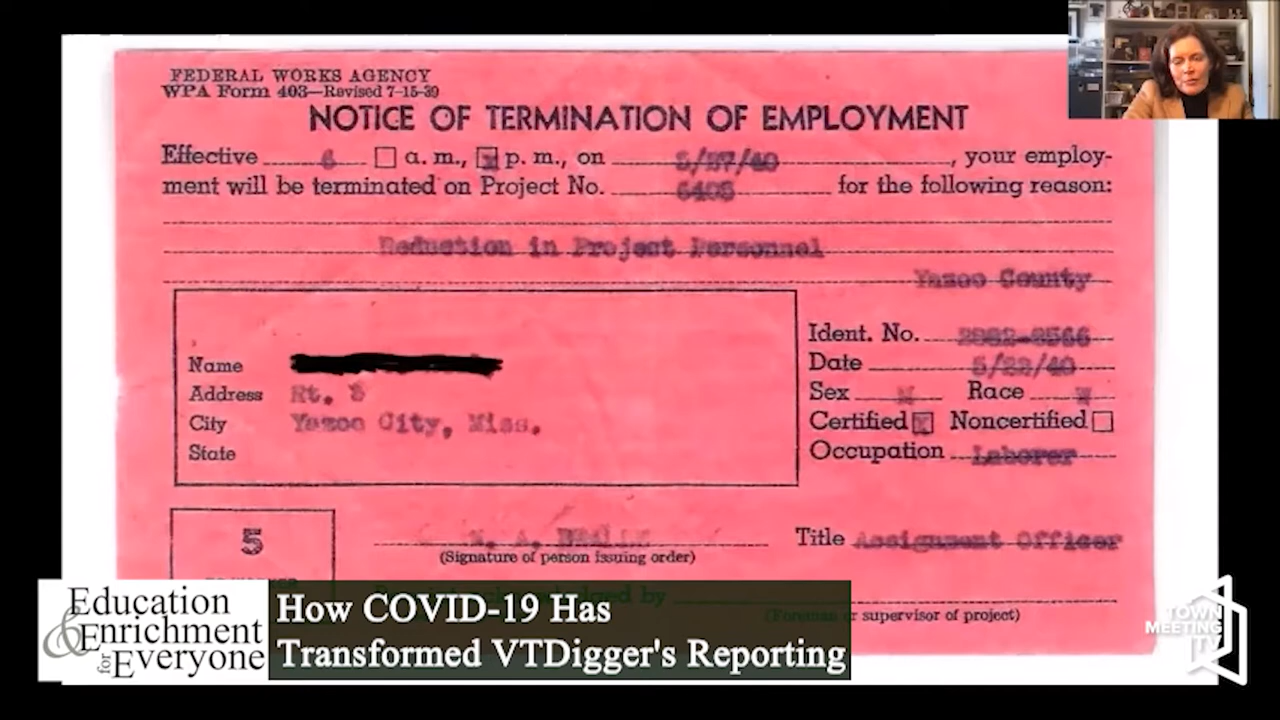 FEDERAL WORKS AGENCY
WPA Form 403—Revised 7-15-39
NOTICE OF TERMINATION OF EMPLOYMENT
Effective 6 a. m., p. m., on 5/27/40, your employ-
ment will be terminated on Project No. for the following reason:
Reduction in Project Personnel
Yazoo County
Ident. No.
Date 5/22/40
Name
Sex Race
Address Rt.
Certified Noncertified
City Yazoo City, Miss.
Occupation Laborer
State
5
Title Assignment Officer
(Signature of person issuing order)
by
(Foreman or supervisor of project)
Education
& Enrichment
for Everyone
How COVID-19 Has
Transformed VTDigger's Reporting
TOWN
MEETING
TV